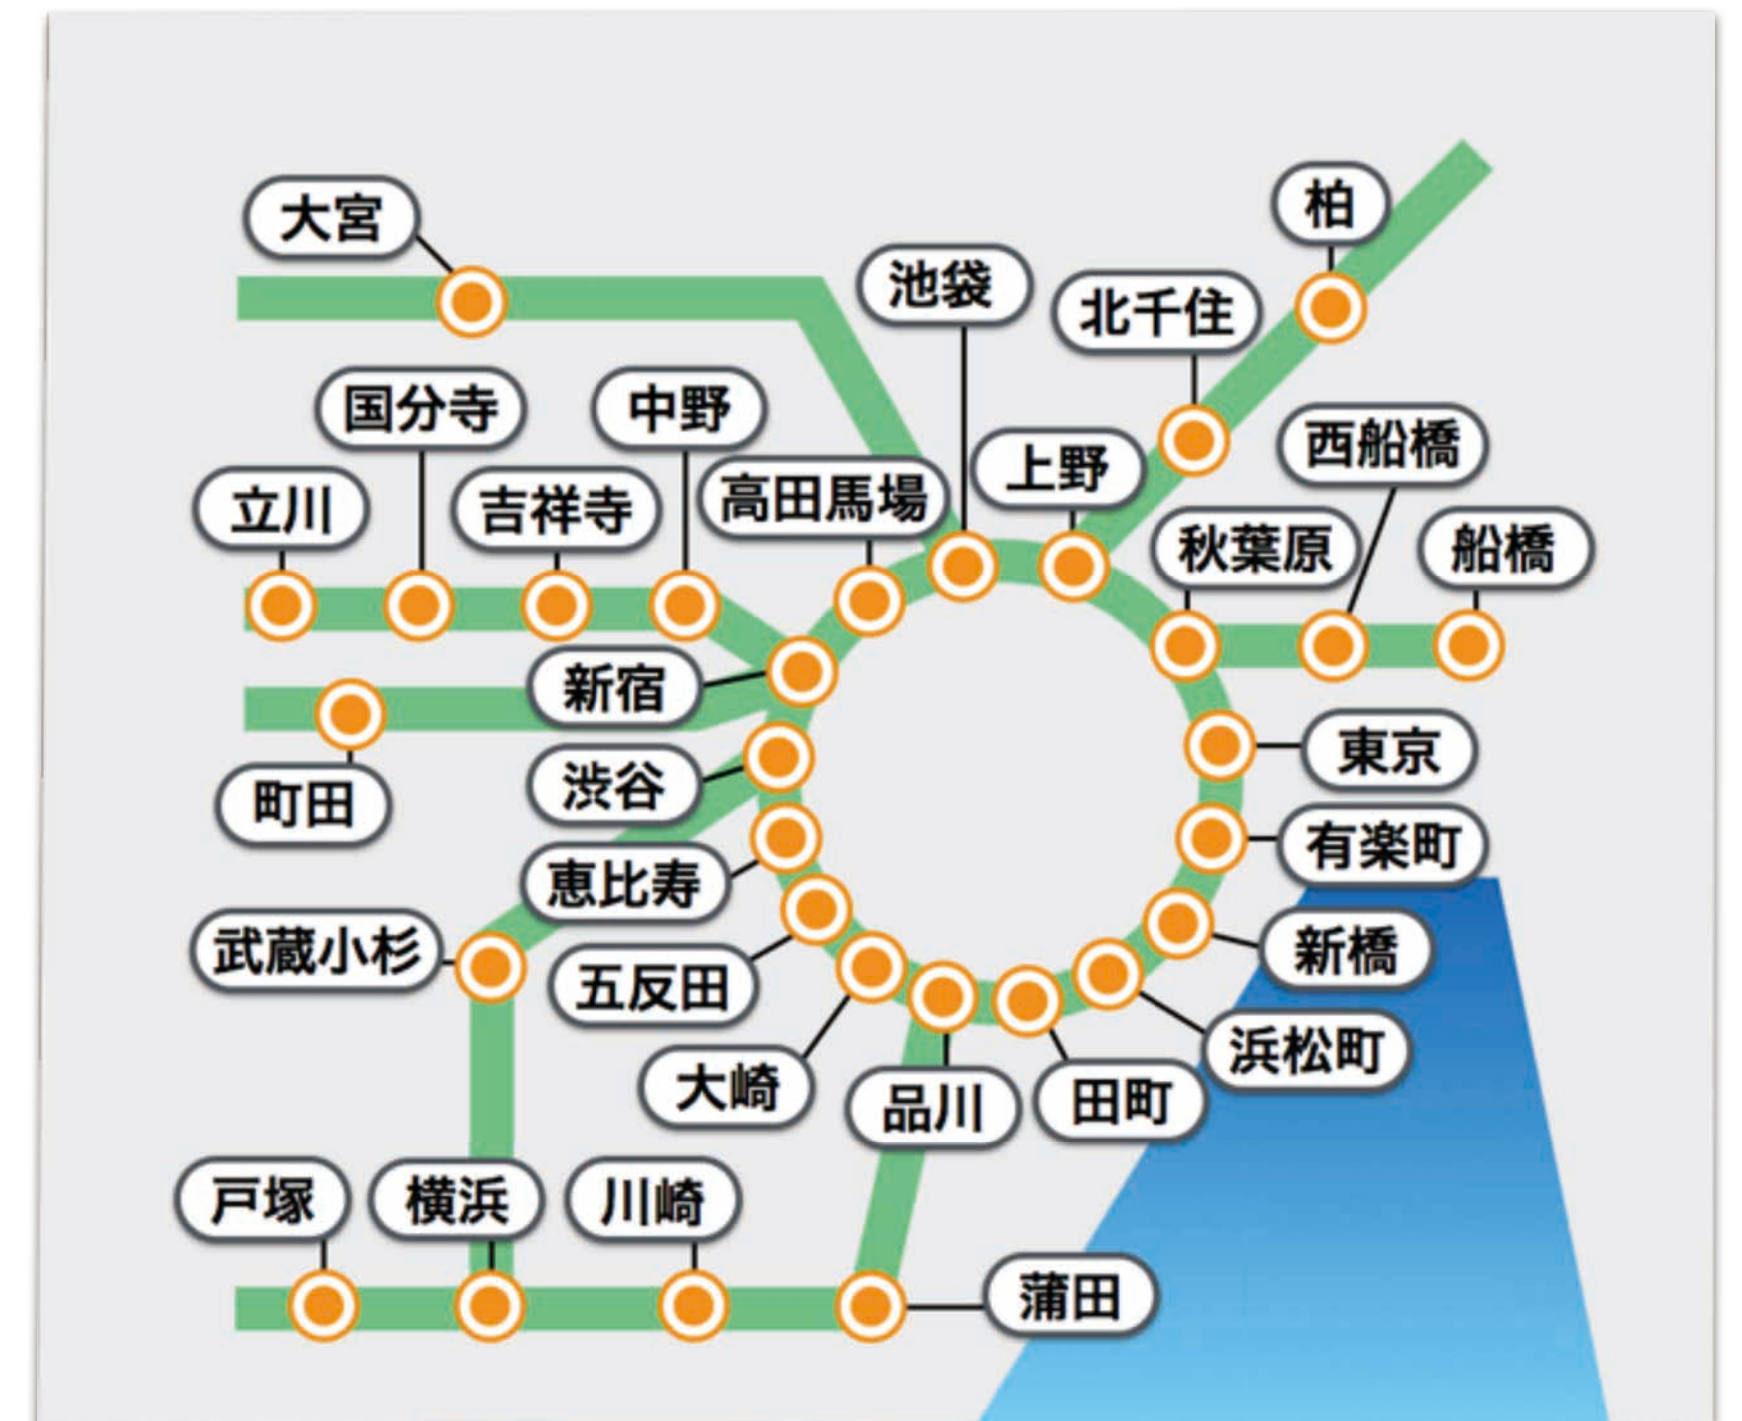 大宮
柏
池袋
北千住
国分寺
中野
西船橋
上野
立川
吉祥寺
高田馬場
秋葉原
船橋
新宿
東京
渋谷
町田
有楽町
恵比寿
武蔵小杉
新橋
五反田
浜松町
大崎
品川
田町
戸塚
横浜
川崎
蒲田